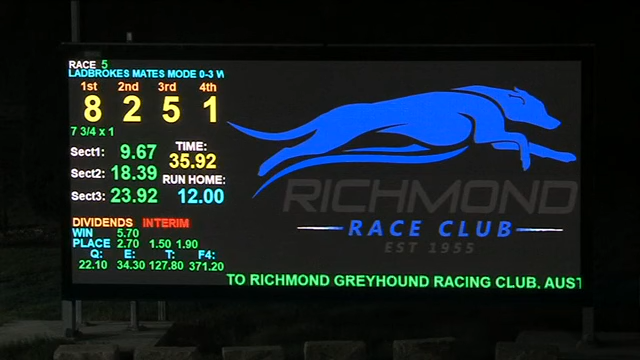 RACE 5
LADBROKES MATES MODE 0-3 W
1st 2nd 3rd 4th
8 2 5 1
7 3/4 x 1
Sect1: 9.67
TIME:
35.92
Sect2: 18.39
RUN HOME:
Sect3: 23.92
12.00
DIVIDENDS INTERIM
WIN 5.70
PLACE 2.70 1.50 1.90
Q: E: T: F4:
22.10 34.30 127.80 371.20
RICHMOND
RACE CLUB
EST 1955
TO RICHMOND GREYHOUND RACING CLUB, AUST